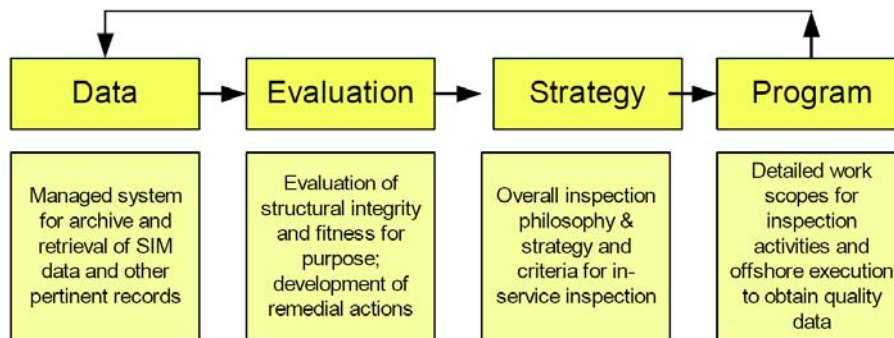 Data
Evaluation
Strategy
Program
Managed system
for archive and
retrieval of SIM
data and other
pertinent records
Evaluation of
structural integrity
and fitness for
purpose;
development of
remedial actions
Overall inspection
philosophy &
strategy and
criteria for in-
service inspection
Detailed work
scopes for
inspection
activities and
offshore execution
to obtain quality
data